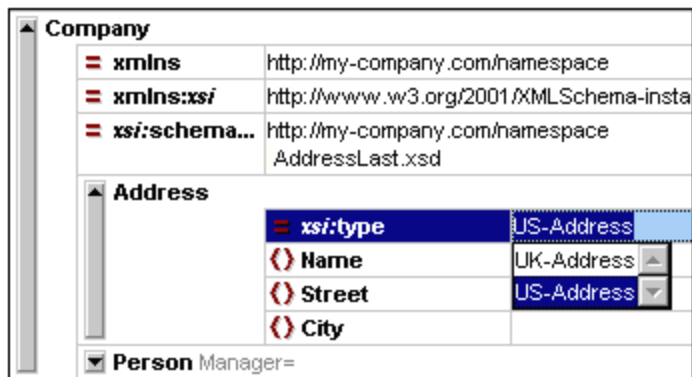 Company
= xmlns http://my-company.com/namespace
= xmlns:xsi http://www.w3.org/2001/XMLSchema-insta
= xsi:schema... http://my-company.com/namespace
AddressLast.xsd
Address
= xsi:type US-Address
() Name UK-Address
() Street US-Address
() City
Person Manager=